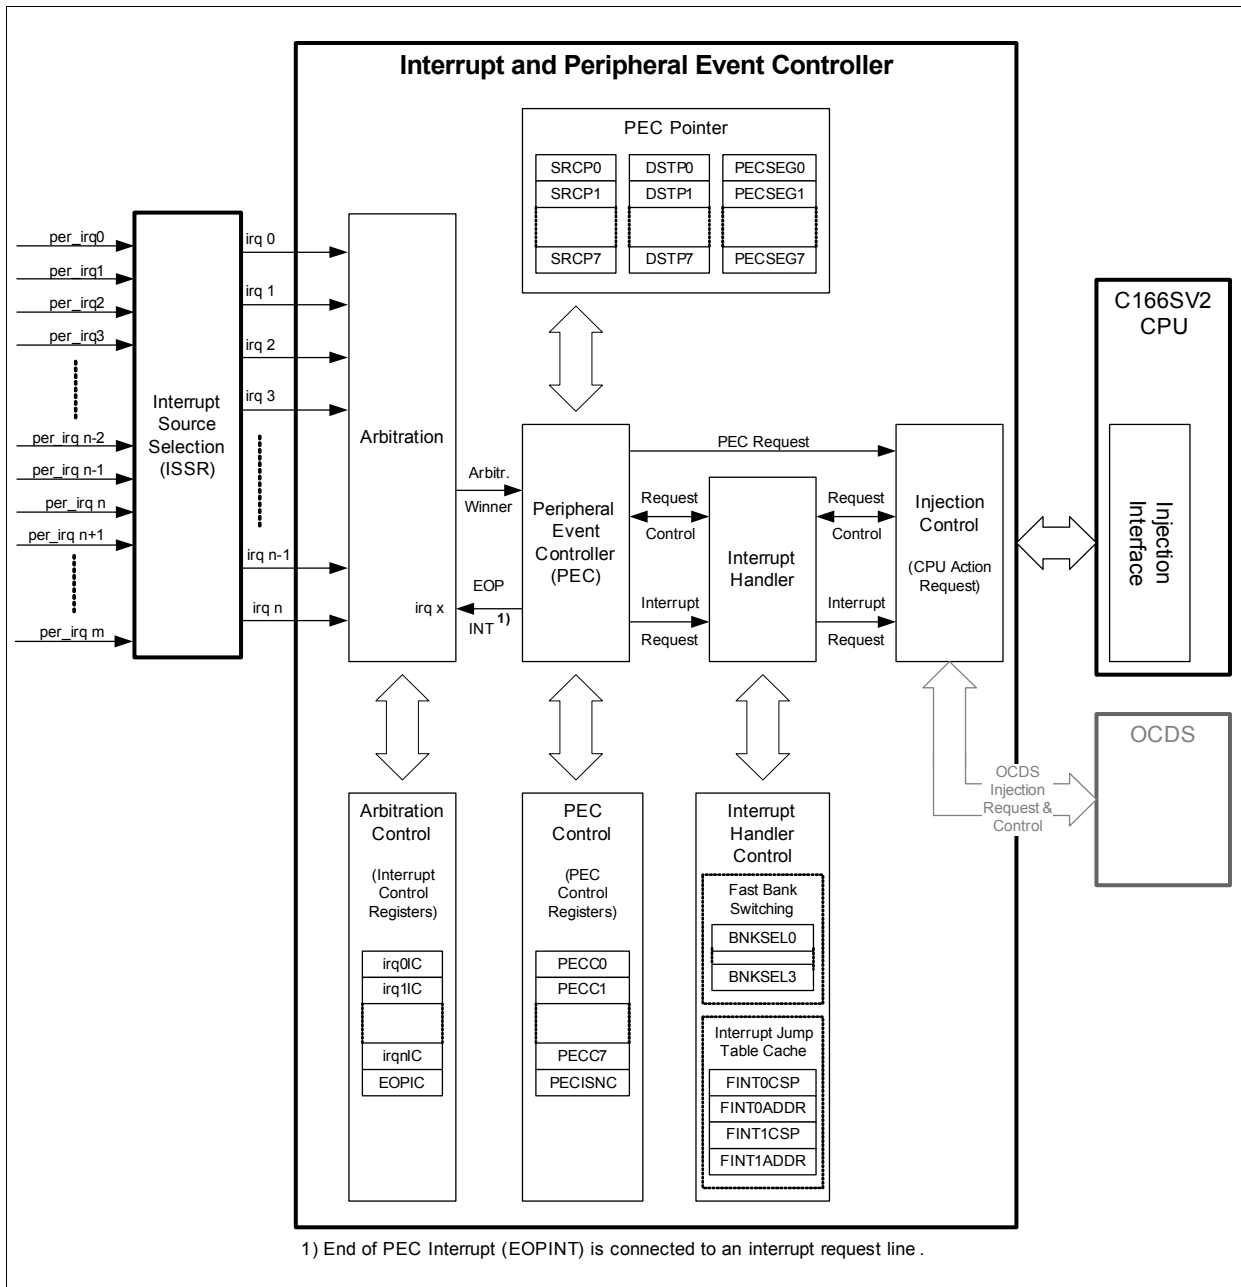 Interrupt and Peripheral Event Controller
PEC Pointer
SRCP0
DSTP0
PECSEG0
SRCP1
DSTP1
PECSEG1
SRCP7
DSTP7
PECSEG7
per_irq0
per_irq1
per_irq2
per_irq3
per_irq n-2
per_irq n-1
per_irq n
per_irq n+1
per_irq m
Interrupt
Source
Selection
(ISSR)
irq 0
irq 1
irq 2
irq 3
irq n-1
irq n
Arbitration
irq x
Arbitr.
Winner
EOP
INT 1)
Peripheral
Event
Controller
(PEC)
PEC Request
Request
Control
Interrupt
Request
Interrupt
Handler
Request
Control
Interrupt
Request
Injection
Control
(CPU Action
Request)
C166SV2
CPU
Injection
Interface
OCDS
OCDS
Injection
Request &
Control
Arbitration
Control
(Interrupt
Control
Registers)
irq0IC
irq1IC
irqnIC
EOPIC
PEC
Control
(PEC
Control
Registers)
PECC0
PECC1
PECC7
PECISNC
Interrupt
Handler
Control
Fast Bank
Switching
BNKSEL0
BNKSEL3
Interrupt Jump
Table Cache
FINT0CSP
FINT0ADDR
FINT1CSP
FINT1ADDR
1) End of PEC Interrupt (EOPINT) is connected to an interrupt request line .